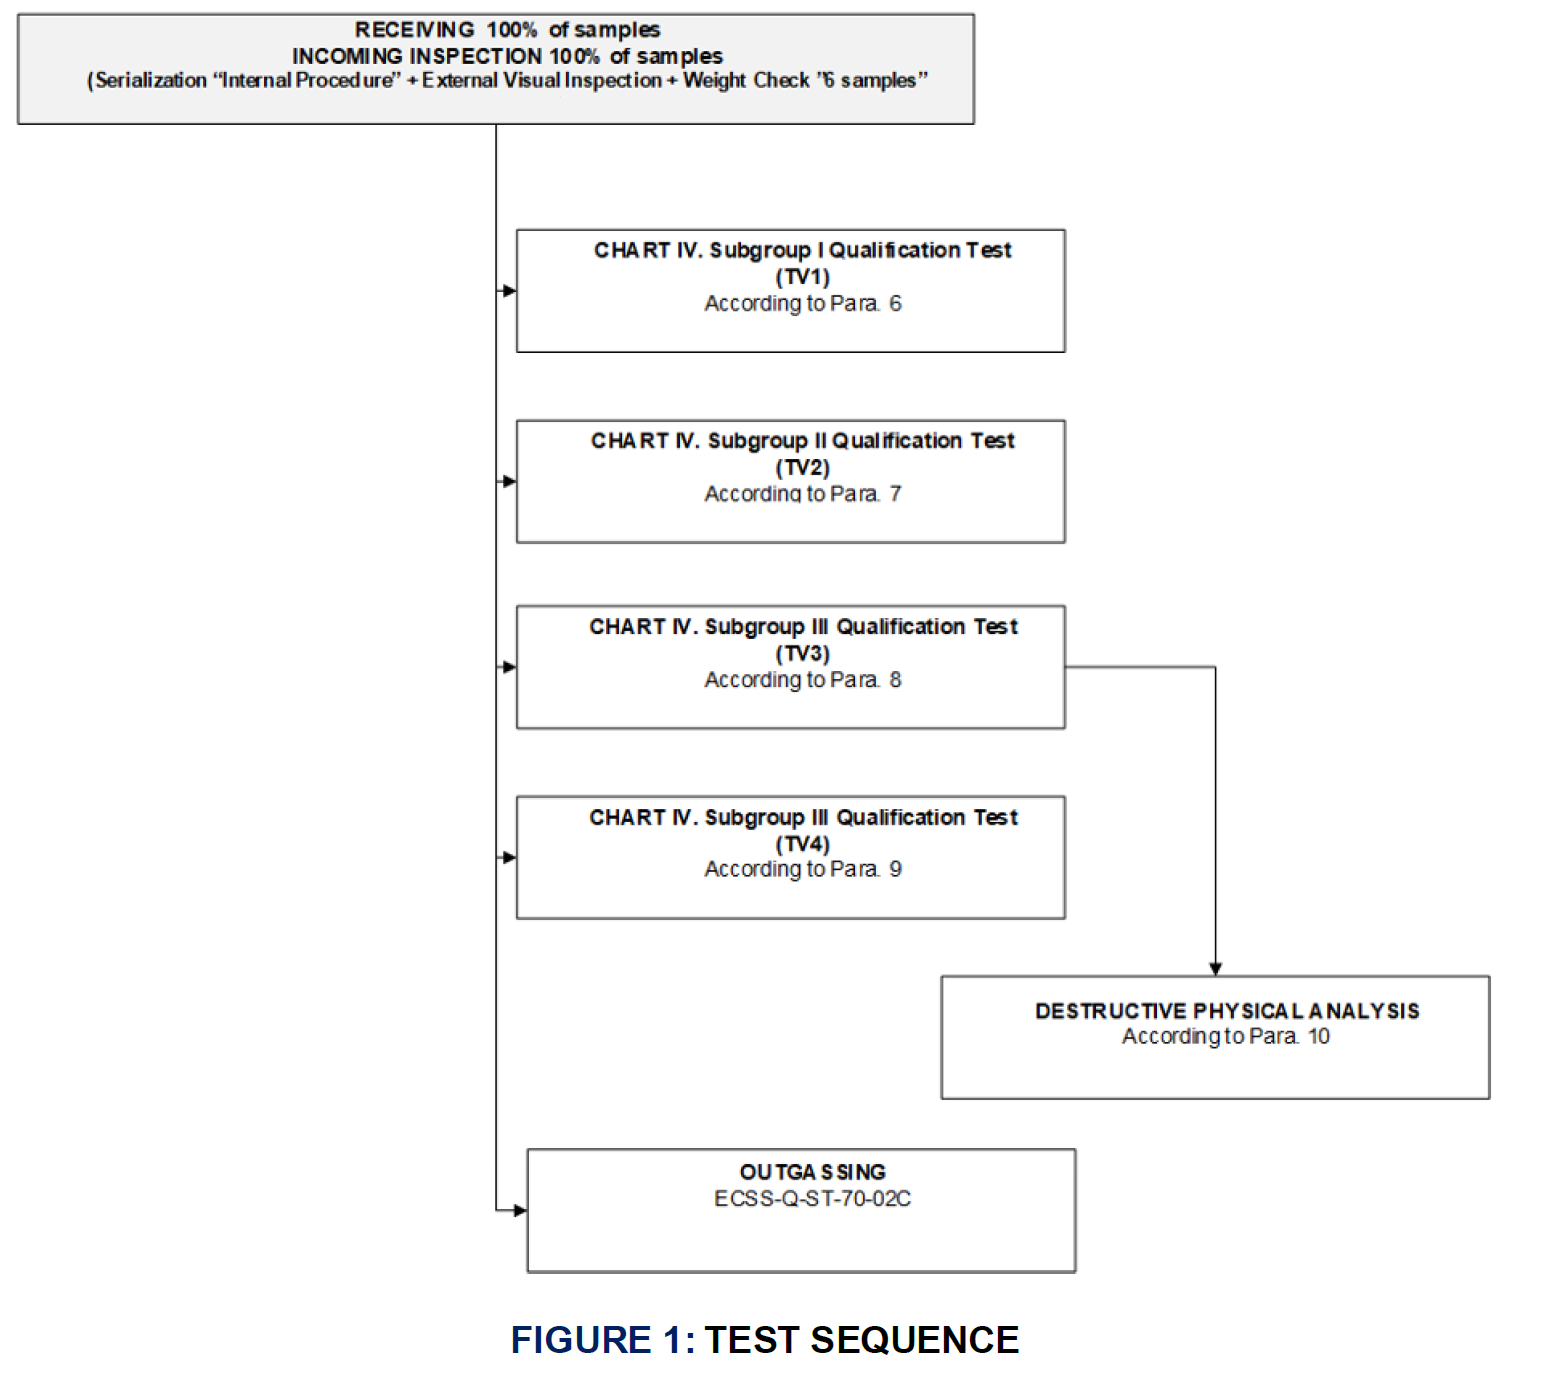 RECEIVING 100% of samples
INCOMING INSPECTION 100% of samples
(Serialization “Internal Procedure” + External Visual Inspection + Weight Check ”6 samples”
CHART IV. Subgroup I Qualification Test
(TV1)
According to Para. 6
CHART IV. Subgroup II Qualification Test
(TV2)
According to Para. 7
CHART IV. Subgroup III Qualification Test
(TV3)
According to Para. 8
CHART IV. Subgroup III Qualification Test
(TV4)
According to Para. 9
DESTRUCTIVE PHYSICAL ANALYSIS
According to Para. 10
OUTGASSING
ECSS-Q-ST-70-02C
FIGURE 1: TEST SEQUENCE